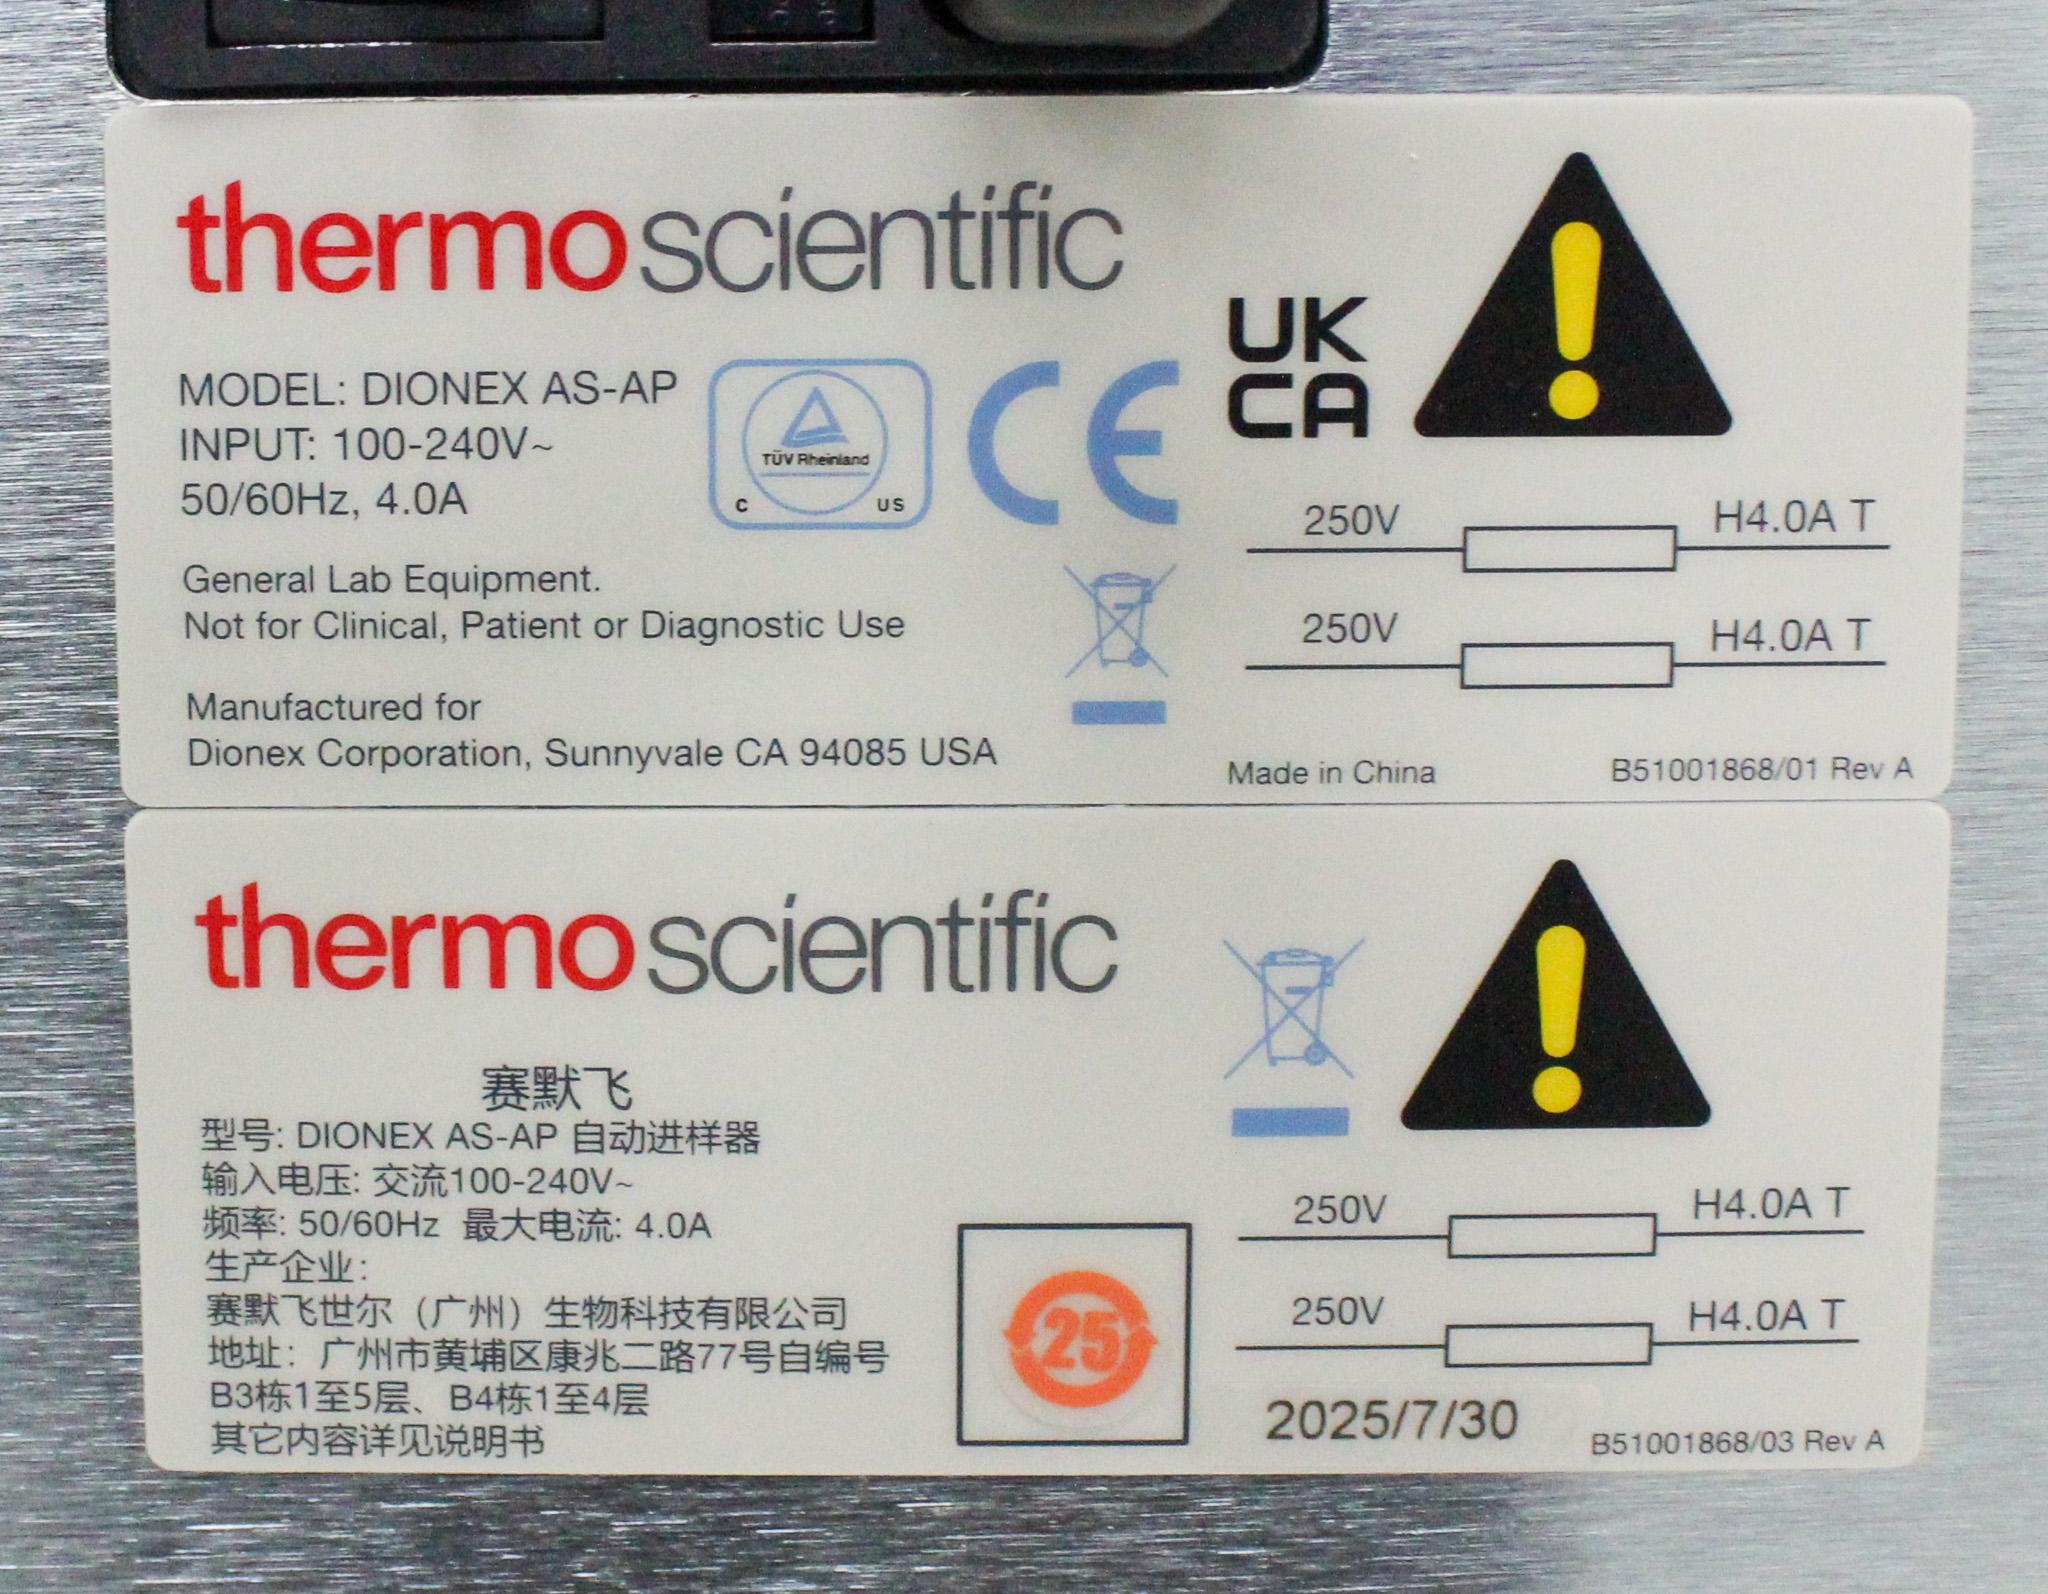 thermo scientific
MODEL: DIONEX AS-AP
INPUT: 100-240V~
50/60Hz, 4.0A
TÜV Rheinland
C US
CE
UK
CA
General Lab Equipment.
Not for Clinical, Patient or Diagnostic Use
Manufactured for
Dionex Corporation, Sunnyvale CA 94085 USA
250V H4.0A T
250V H4.0A T
Made in China
B51001868/01 Rev A
thermo scientific
赛默飞
型号: DIONEX AS-AP 自动进样器
输入电压: 交流100-240V~
频率: 50/60Hz 最大电流: 4.0A
生产企业:
赛默飞世尔（广州）生物科技有限公司
地址：广州市黄埔区康兆二路77号自编号
B3栋1至5层、B4栋1至4层
其它内容详见说明书
25
250V H4.0A T
250V H4.0A T
2025/7/30
B51001868/03 Rev A